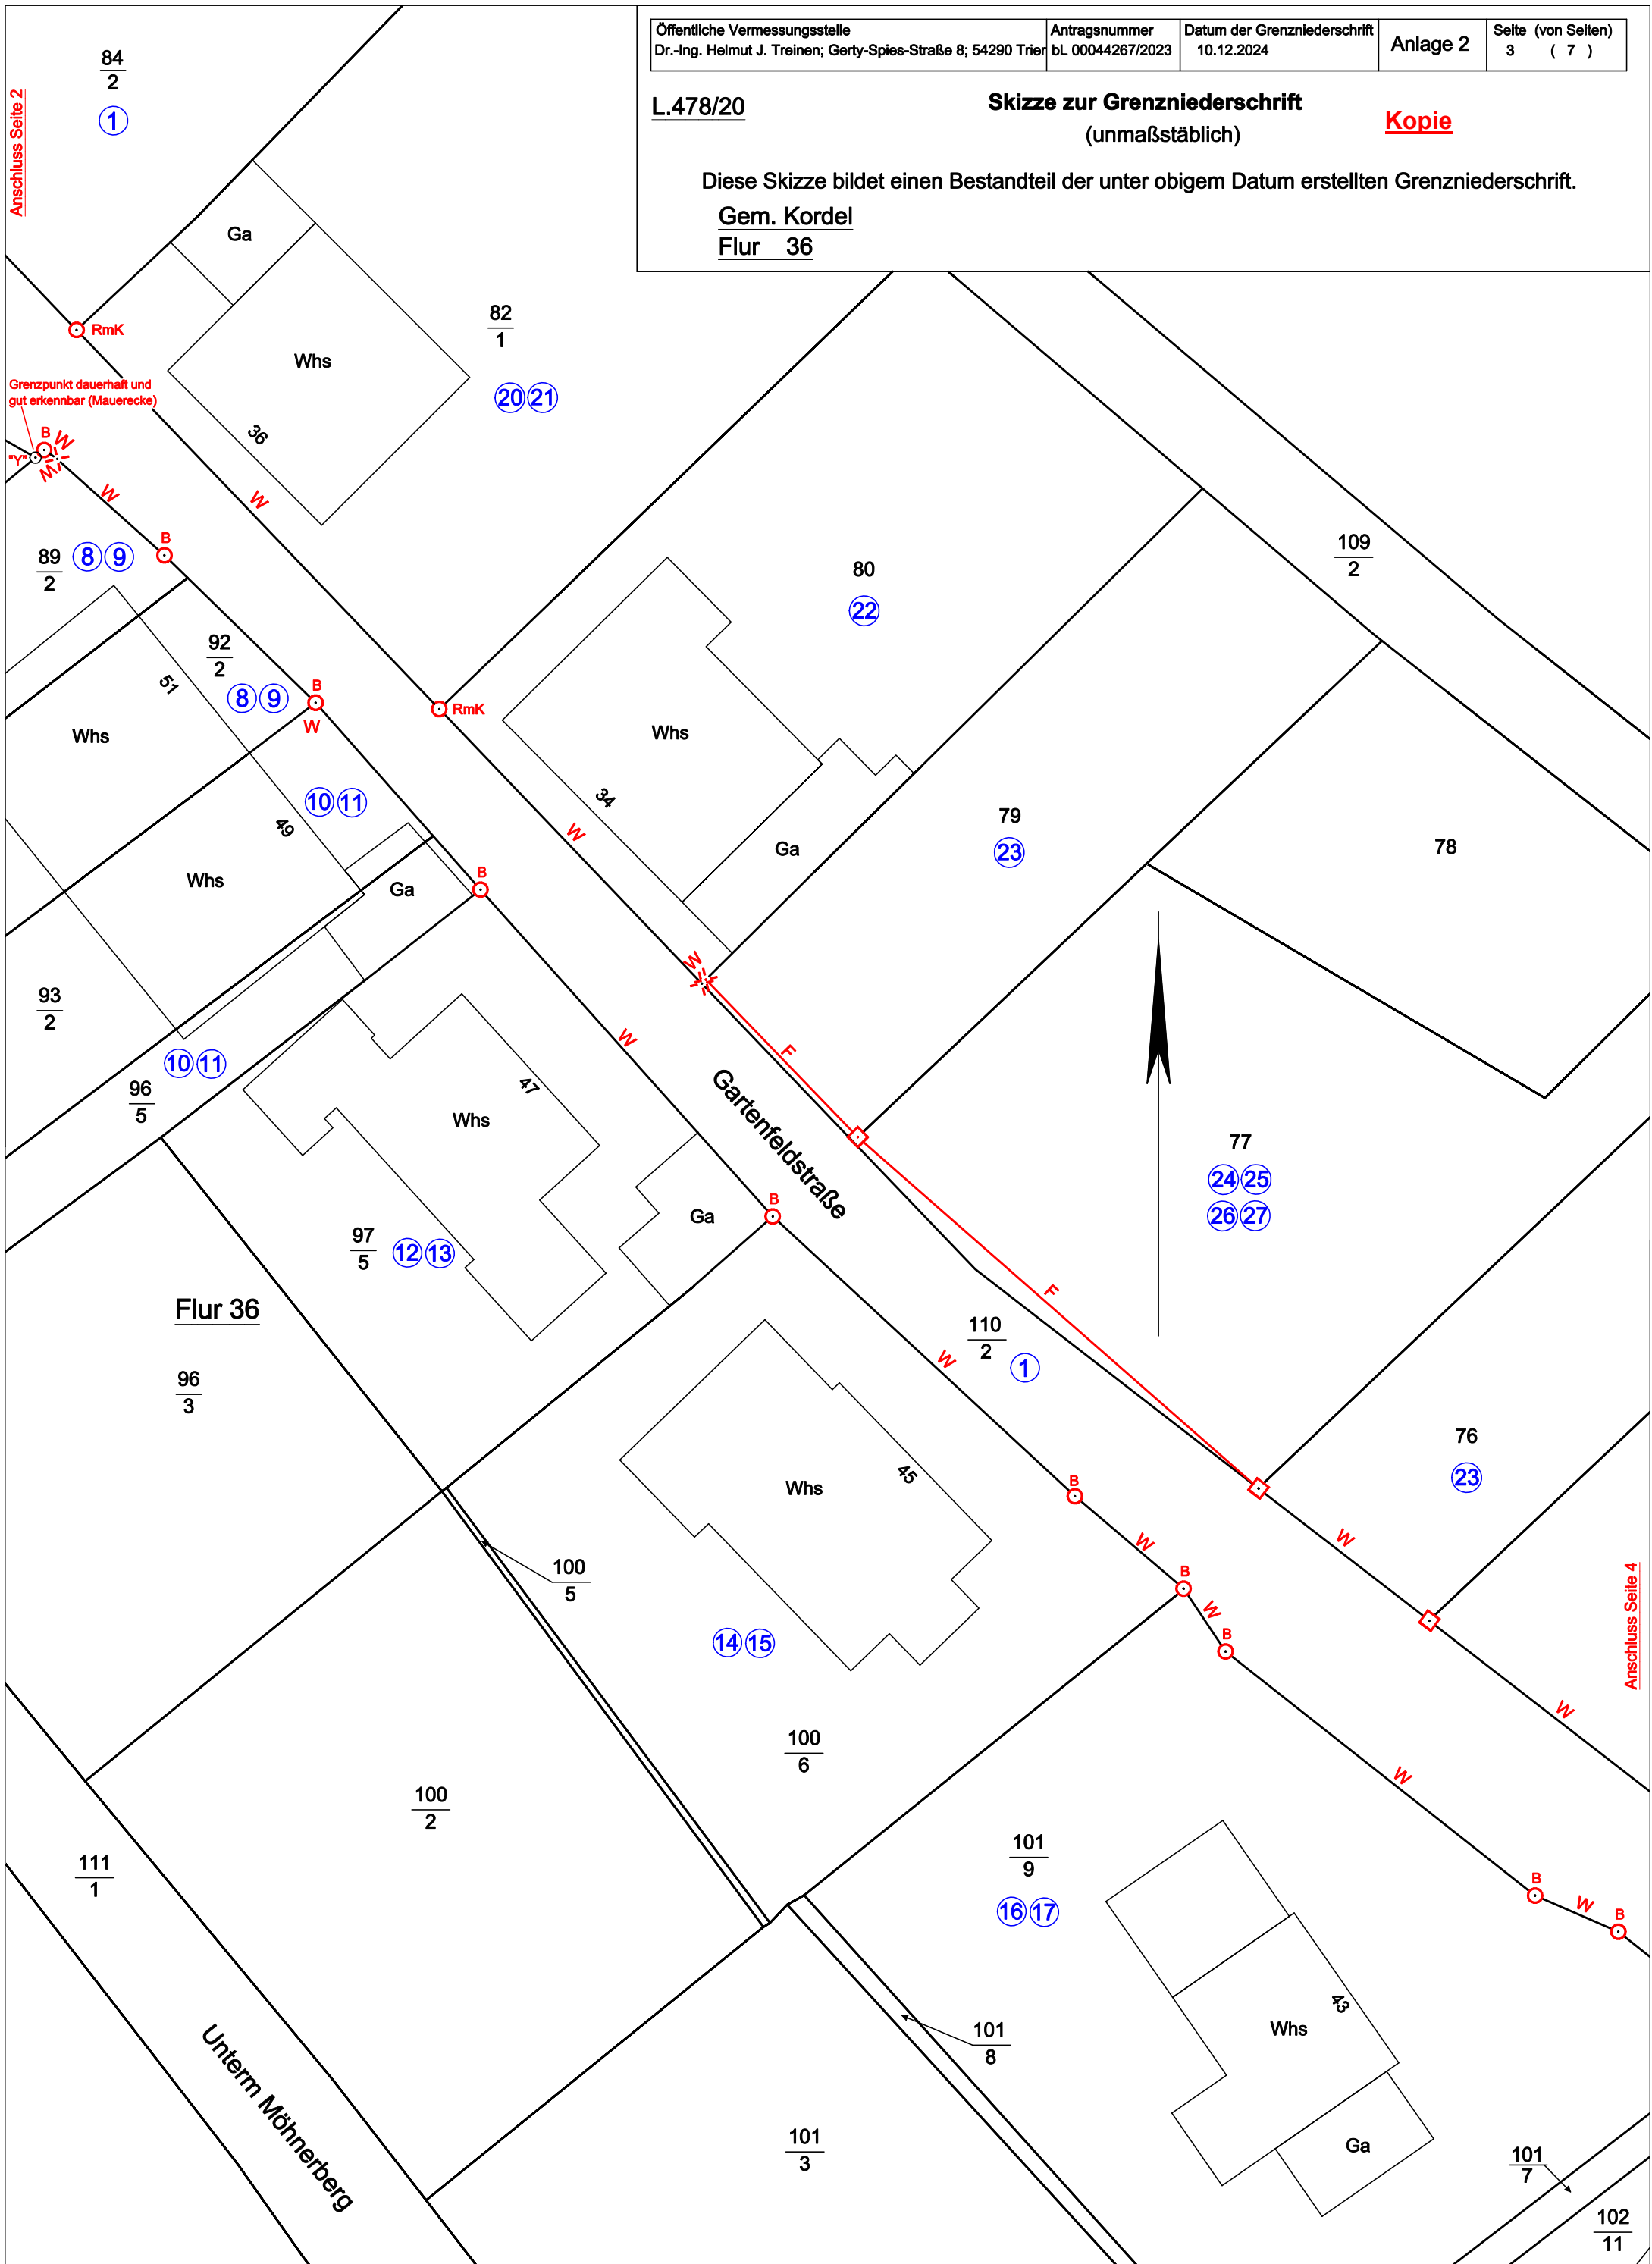 Öffentliche Vermessungsstelle
Dr.-Ing. Helmut J. Treinen; Gerty-Spies-Straße 8; 54290 Trier
Antragsnummer
bL 00044267/2023
Datum der Grenzniederschrift
10.12.2024
Anlage 2
Seite (von Seiten)
3 ( 7 )
L.478/20
Skizze zur Grenzniederschrift
(unmaßstäblich)
Kopie
Diese Skizze bildet einen Bestandteil der unter obigem Datum erstellten Grenzniederschrift.
Gem. Kordel
Flur 36
Anschluss Seite 2
84
2
1
Ga
RmK
Whs
36
82
1
20 21
Grenzpunkt dauerhaft und
gut erkennbar (Mauerecke)
B
W
"Y"
W
W
W
B
89
2
8 9
109
2
80
22
92
2
8 9
51
B
W
RmK
Whs
Whs
34
W
10 11
49
79
23
78
Ga
Whs
Ga
B
W
93
2
10 11
96
5
W
F
47
Whs
Gartenfeldstraße
77
24 25
26 27
B
Ga
97
5
12 13
Flur 36
F
110
2
1
W
96
3
76
23
45
Whs
B
W
W
100
5
B
W
B
Anschluss Seite 4
14 15
W
100
6
W
100
2
101
9
16 17
111
1
B
W
B
43
Whs
101
8
Unterm Möhnerberg
101
3
Ga
101
7
102
11